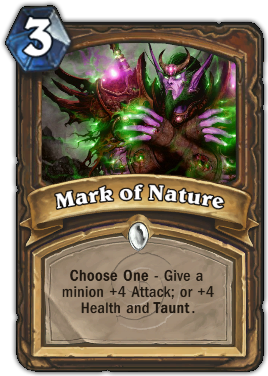 3
Mark of Nature
Choose One - Give a
minion +4 Attack; or +4
Health and Taunt.